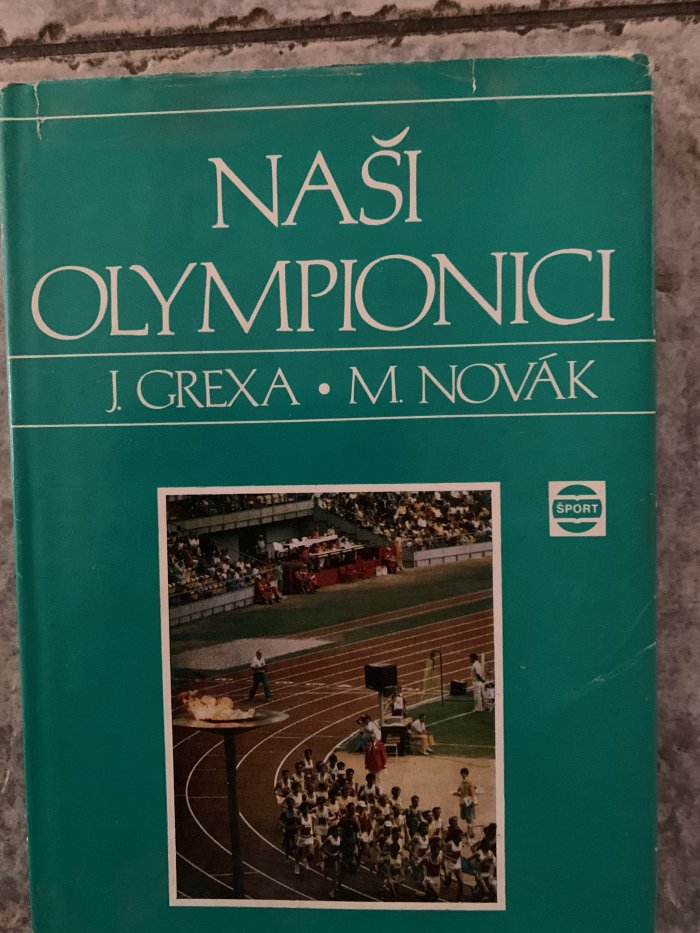 NAŠI
OLYMPIONICI
J. GREXA • M. NOVÁK
ŠPORT